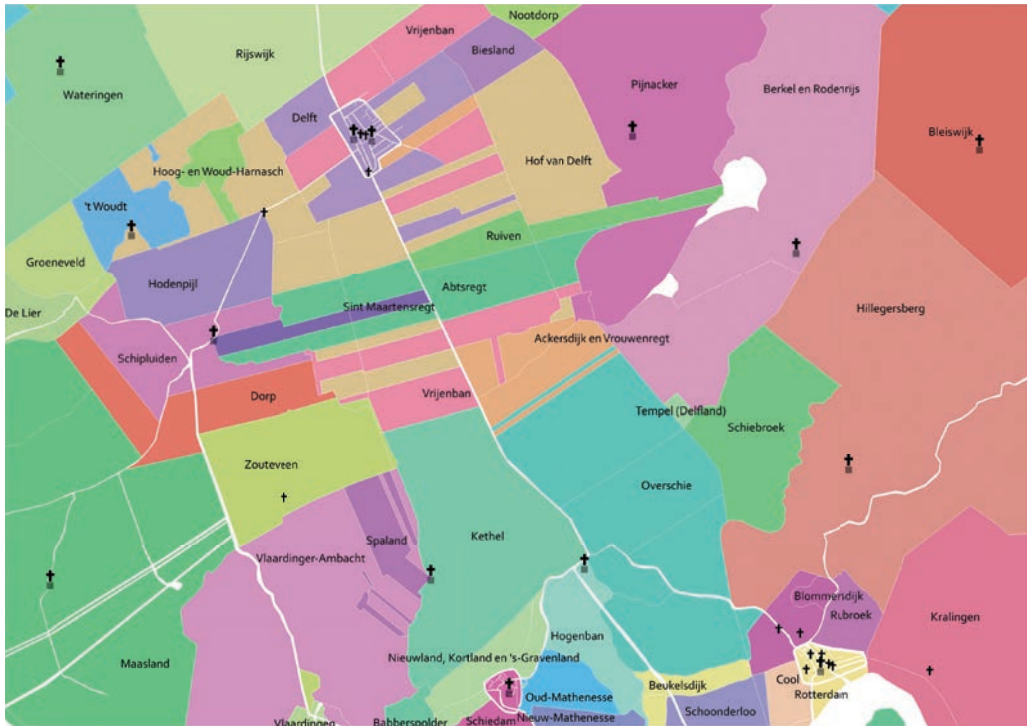 Nootdorp
Vrijenban
Rijswijk
Biesland
Pijnacker
Wateringen
Berkel en Rodenrijs
Delft
Bleiswijk
Hof van Delft
Hoog- en Woud-Harnasch
't Woudt
Ruiven
Groeneveld
Hodenpijl
Abtsregt
Sint Maartensregt
De Lier
Hillegersberg
Ackersdijk en Vrouwenregt
Schipluiden
Dorp
Vrijenban
Tempel (Delfland)
Schiebroek
Zouteveen
Overschie
Kethel
Spaland
Vlaardinger-Ambacht
Blommendijk
Rubroek
Kralingen
Hogenban
Maasland
Nieuwland, Kortland en 's-Gravenland
Cool
Beukelsdijk
Oud-Mathenesse
Rotterdam
Schoonderloo
Vlaardingen
Babberspolder
Schiedam
Nieuw-Mathenesse